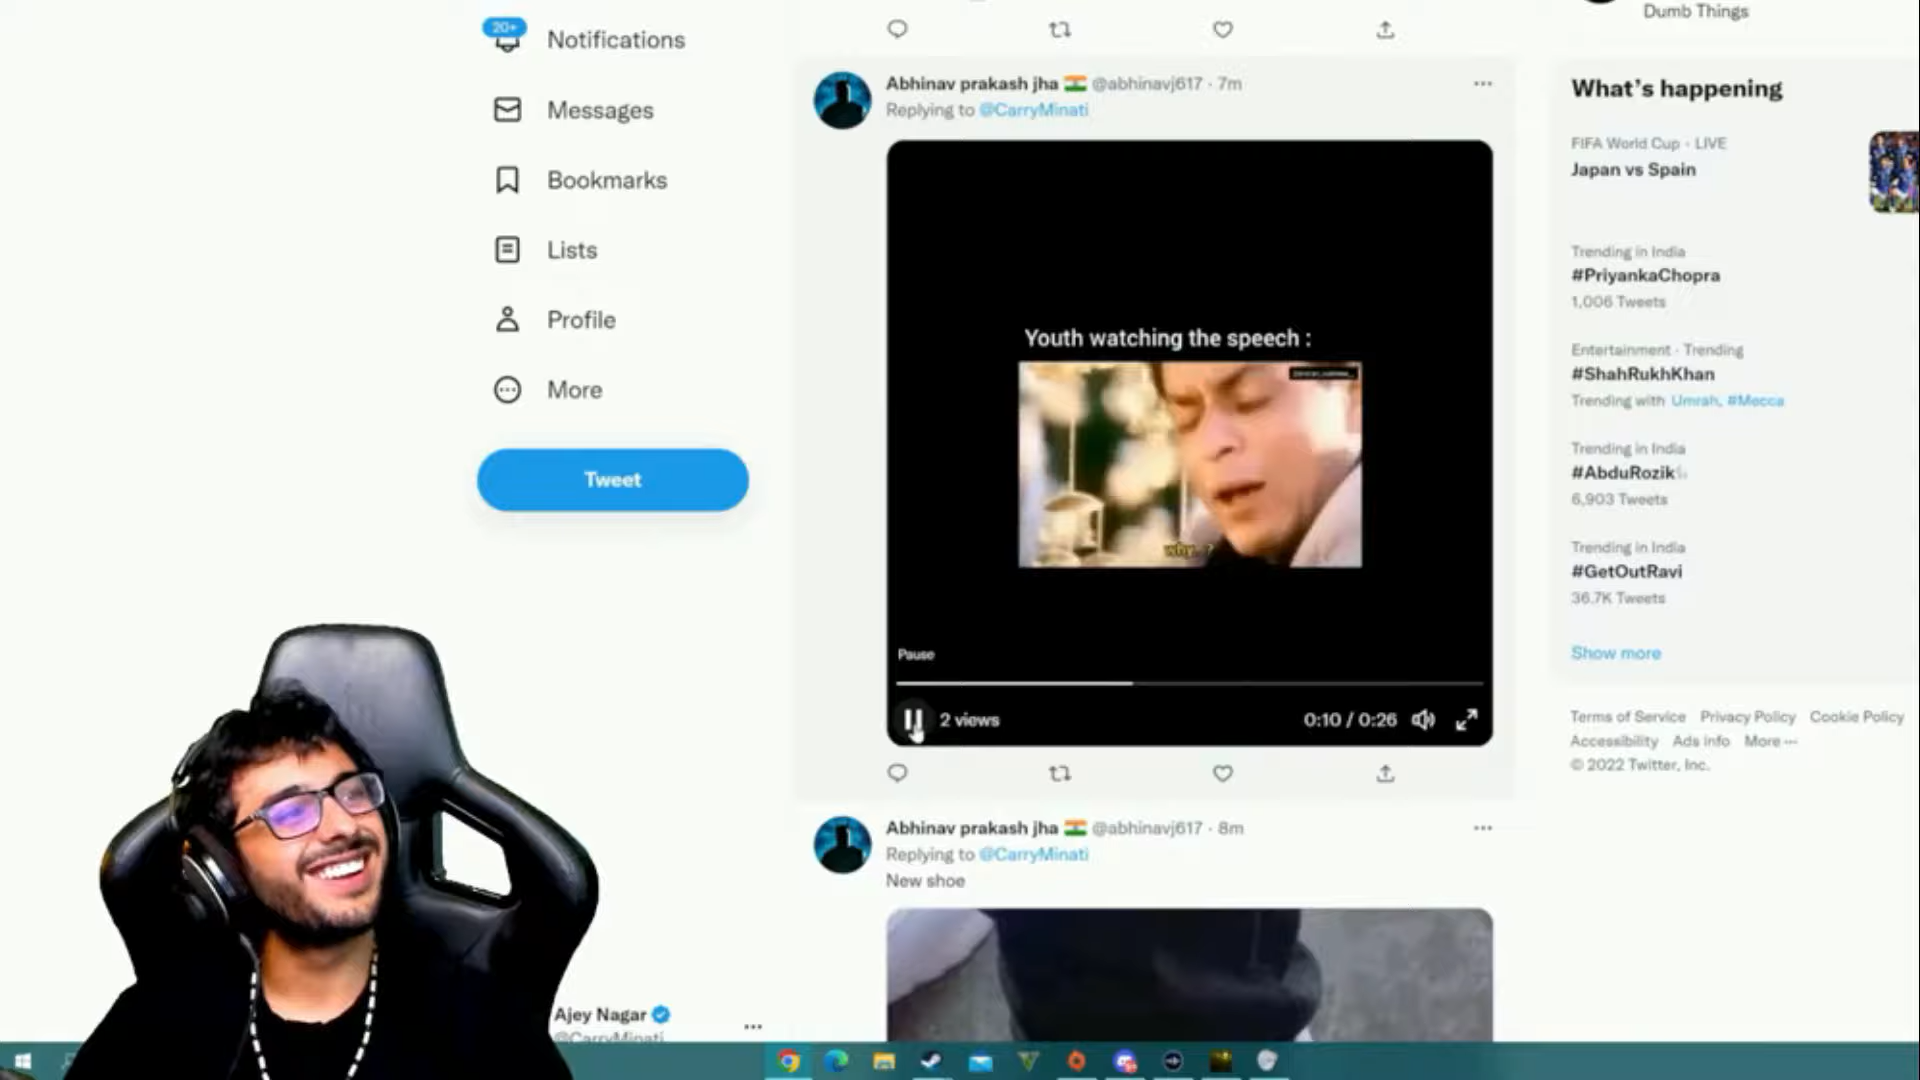 20+
Notifications
Messages
Bookmarks
Lists
Profile
More
Tweet
Ajey Nagar
@CarryMinati
Abhinav prakash jha @abhinavj617 · 7m
Replying to @CarryMinati
Youth watching the speech :
why..?
Pause
2 views
0:10 / 0:26
Abhinav prakash jha @abhinavj617 · 8m
Replying to @CarryMinati
New shoe
Dumb Things
What's happening
FIFA World Cup · LIVE
Japan vs Spain
Trending in India
#PriyankaChopra
1,006 Tweets
Entertainment · Trending
#ShahRukhKhan
Trending with Umrah, #Mecca
Trending in India
#AbduRozik
6,903 Tweets
Trending in India
#GetOutRavi
36.7K Tweets
Show more
Terms of Service Privacy Policy Cookie Policy
Accessibility Ads info More ···
© 2022 Twitter, Inc.